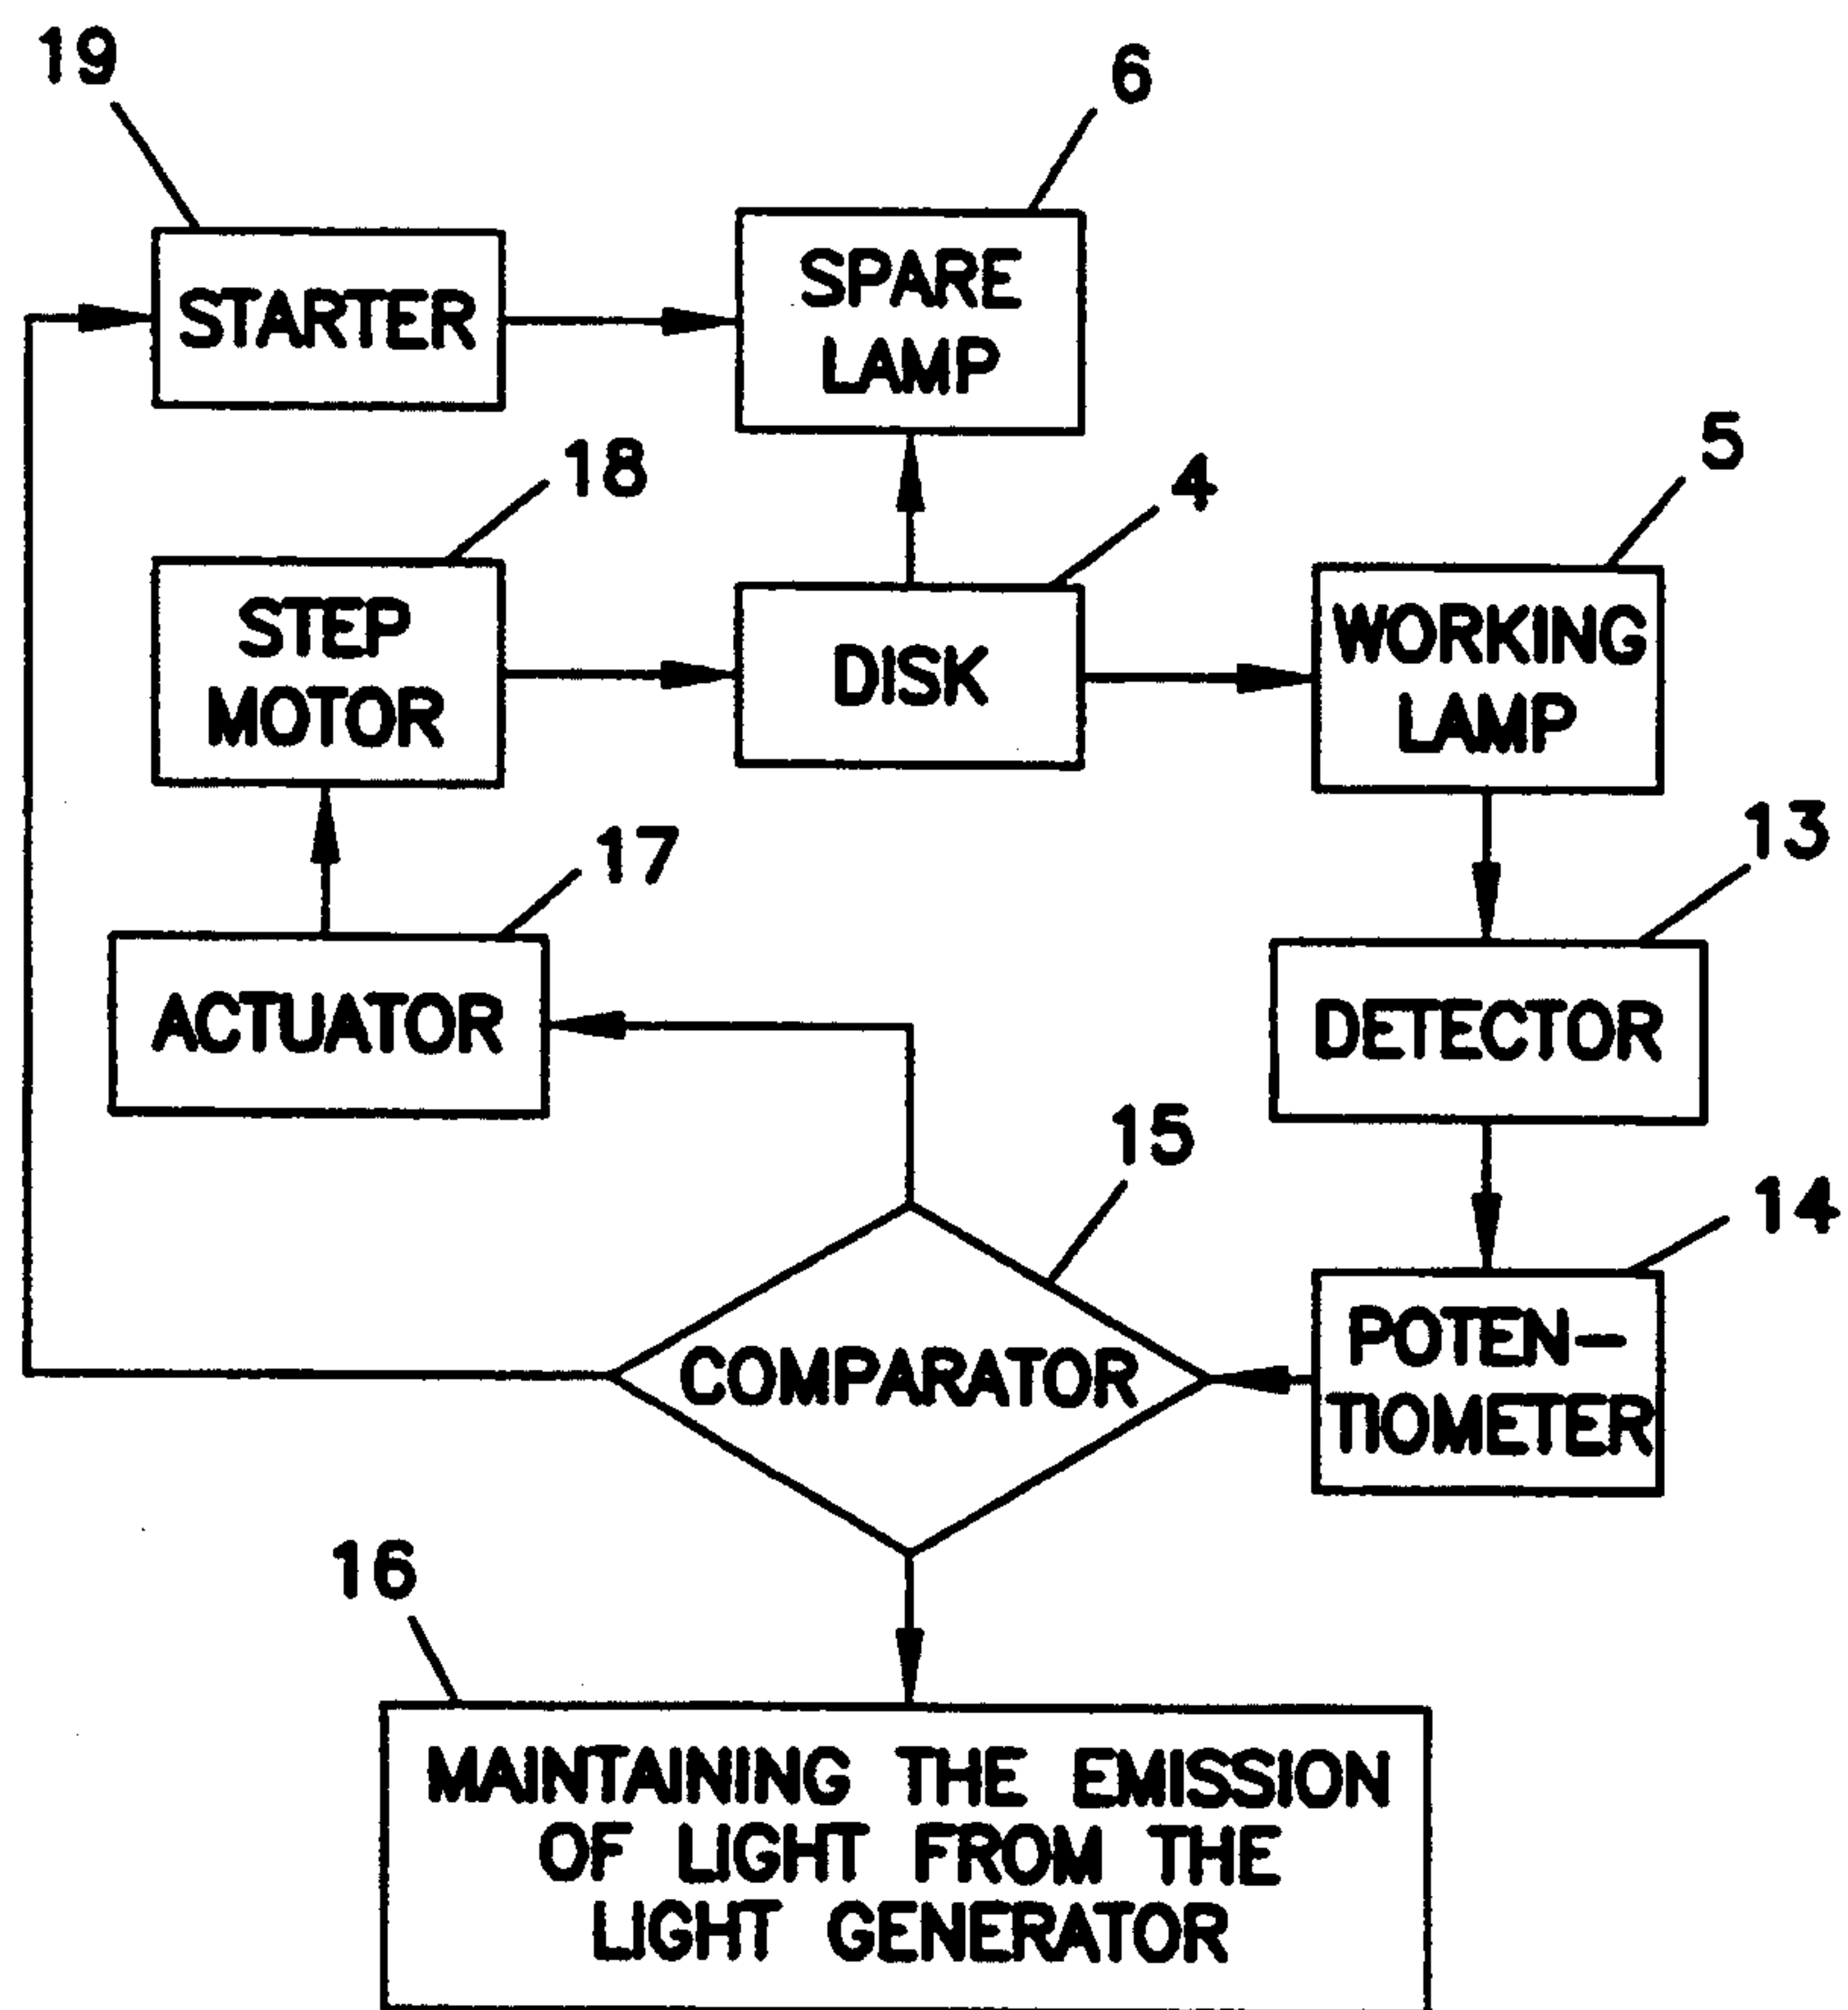 19
6
STARTER
SPARE
LAMP
18
4
5
STEP
MOTOR
DISK
WORKING
LAMP
17
13
ACTUATOR
DETECTOR
15
14
COMPARATOR
POTEN-
TIOMETER
16
MAINTAINING THE EMISSION
OF LIGHT FROM THE
LIGHT GENERATOR